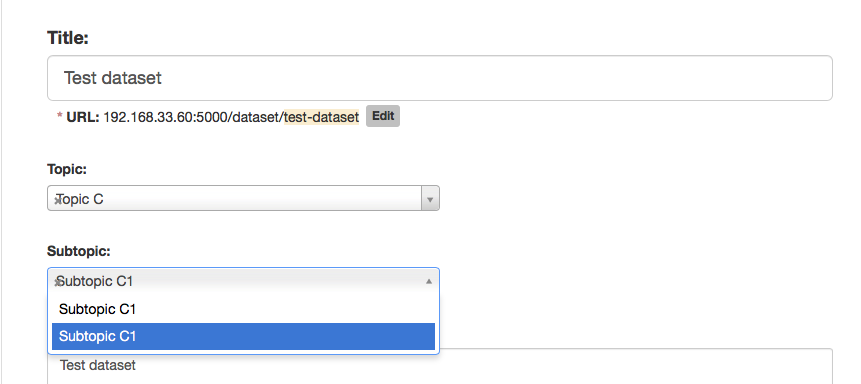 Title:
Test dataset
* URL: 192.168.33.60:5000/dataset/test-dataset Edit
Topic:
Topic C
Subtopic:
Subtopic C1
Subtopic C1
Subtopic C1
Test dataset